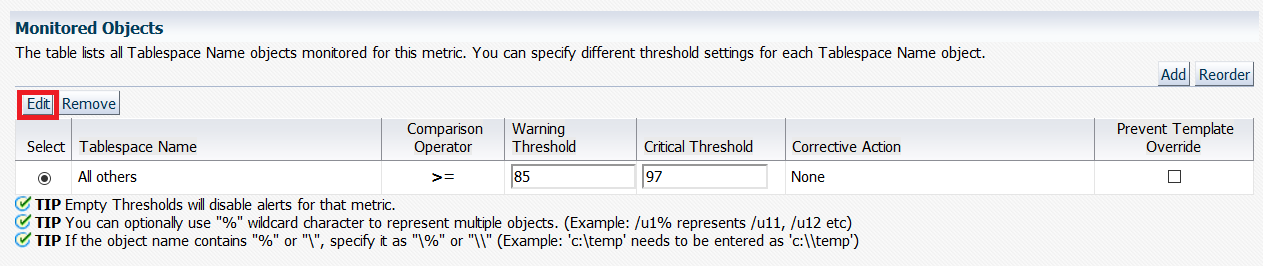 Monitored Objects
The table lists all Tablespace Name objects monitored for this metric. You can specify different threshold settings for each Tablespace Name object.
Add Reorder
Edit Remove
Select Tablespace Name Comparison Operator Warning Threshold Critical Threshold Corrective Action Prevent Template Override
All others >= 85 97 None
TIP Empty Thresholds will disable alerts for that metric.
TIP You can optionally use "%" wildcard character to represent multiple objects. (Example: /u1% represents /u11, /u12 etc)
TIP If the object name contains "%" or "\", specify it as "\%" or "\\" (Example: 'c:\temp' needs to be entered as 'c:\\temp')